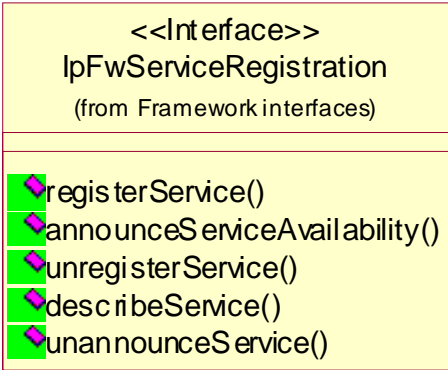 <<Interface>>
IpFwServiceRegistration
(from Framework interfaces)
registerService()
announceServiceAvailability()
unregisterService()
describeService()
unannounceService()